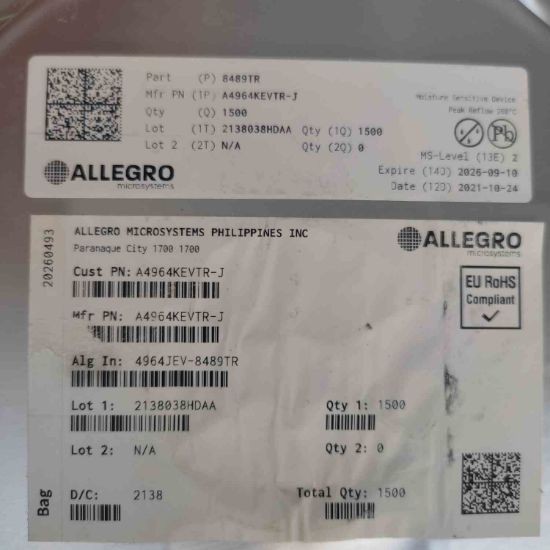 Part (P) 8489TR
Mfr PN (1P) A4964KEVTR-J
Qty (Q) 1500
Lot (1T) 2138038HDAA Qty (1Q) 1500
Lot 2 (2T) N/A Qty (2Q) 0
Moisture Sensitive Device
Peak Reflow 260°C
Pb
MS-Level (13E) 2
Expire (14D) 2026-09-10
Date (12D) 2021-10-24
ALLEGRO
microsystems
20260493
ALLEGRO MICROSYSTEMS PHILIPPINES INC
Paranaque City 1700 1700
ALLEGRO
microsystems
Cust PN: A4964KEVTR-J
EU RoHS
Compliant
Mfr PN: A4964KEVTR-J
Alg In: 4964JEV-8489TR
Lot 1: 2138038HDAA Qty 1: 1500
Lot 2: N/A Qty 2: 0
Bag
D/C: 2138 Total Qty: 1500